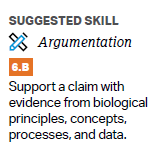 SUGGESTED SKILL
Argumentation
6.B
Support a claim with
evidence from biological
principles, concepts,
processes, and data.